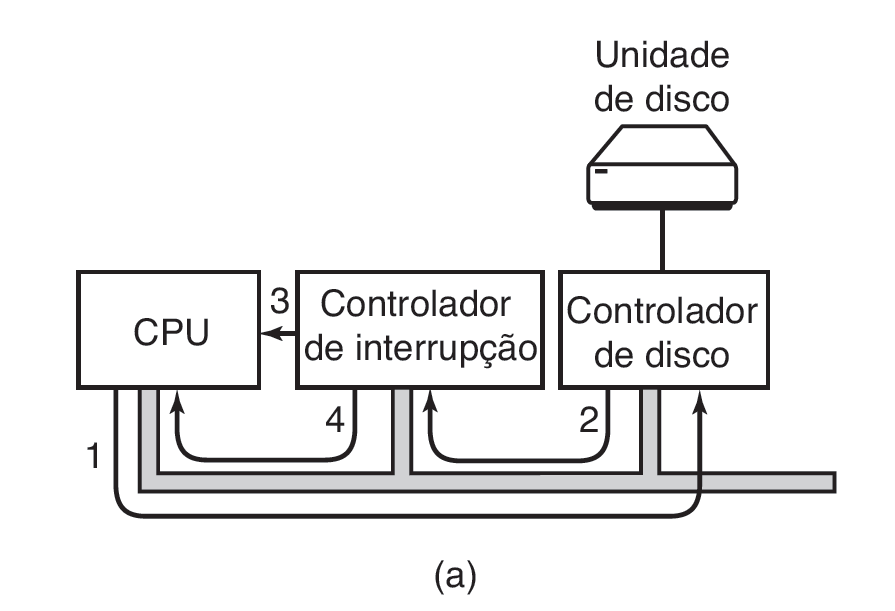 Unidade
de disco
CPU
3
Controlador
de interrupção
Controlador
de disco
1
4
2
(a)